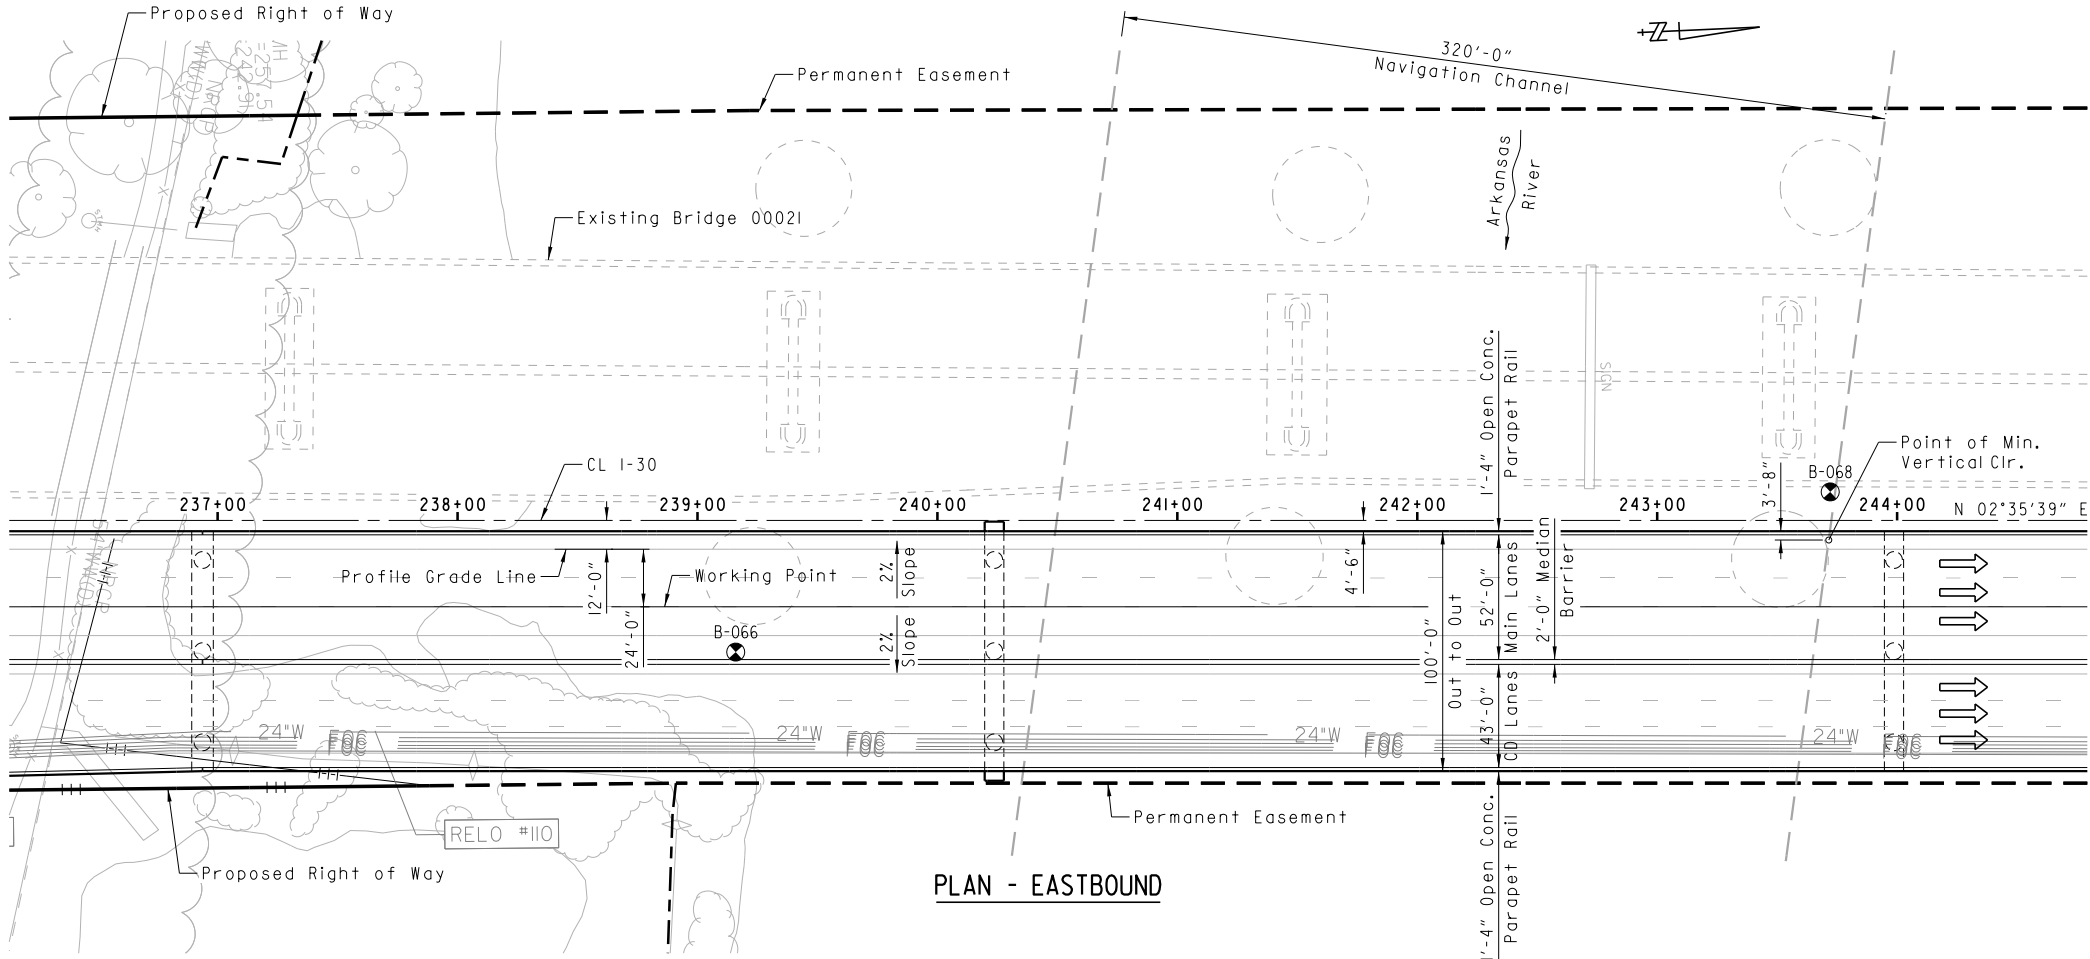 Proposed Right of Way
Permanent Easement
320'-0"
Navigation Channel
Arkansas
River
Existing Bridge 00021
1'-4" Open Conc.
Parapet Rail
SIGN
Point of Min.
Vertical Clr.
B-068
3'-8"
CL I-30
237+00
238+00
239+00
240+00
241+00
242+00
243+00
244+00
N 02°35'39" E
Profile Grade Line
12'-0"
24'-0"
Working Point
B-066
2%
Slope
2%
Slope
4'-6"
100'-0"
Out to Out
52'-0"
Main Lanes
2'-0" Median
Barrier
43'-0"
CD Lanes
24"W
24"W
24"W
24"W
RELO #110
Permanent Easement
Proposed Right of Way
1'-4" Open Conc.
Parapet Rail
PLAN - EASTBOUND